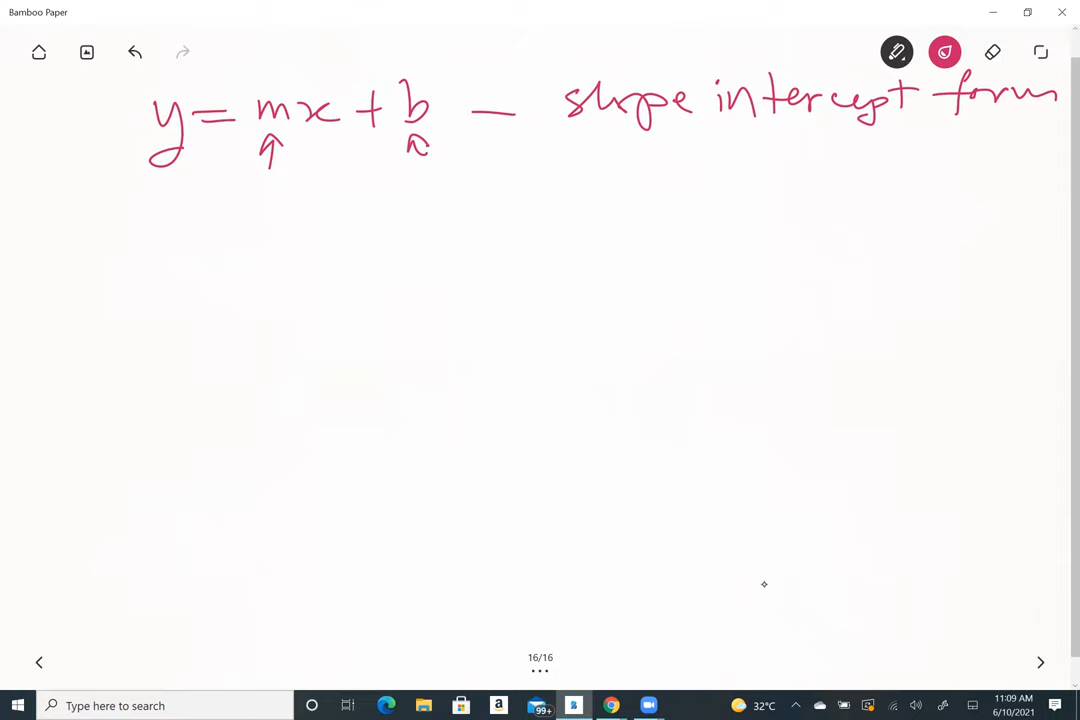 Bamboo Paper
y = mx + b — slope intercept form
↑ ↑
16/16
Type here to search
99+
32°C
11:09 AM
6/10/2021